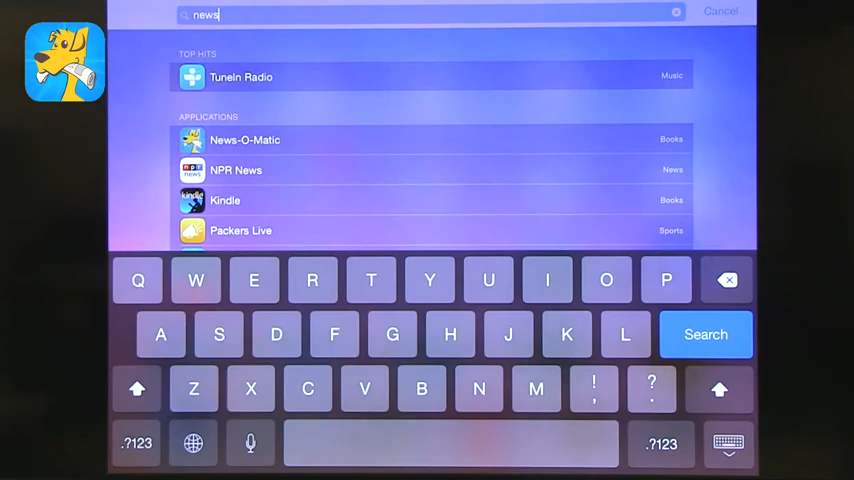 news
Cancel
TOP HITS
TuneIn Radio
Music
APPLICATIONS
News-O-Matic
Books
NPR News
News
Kindle
Books
Packers Live
Sports
Q W E R T Y U I O P
A S D F G H J K L Search
Z X C V B N M ! , ? .
.?123 .?123
npr
news
kindle